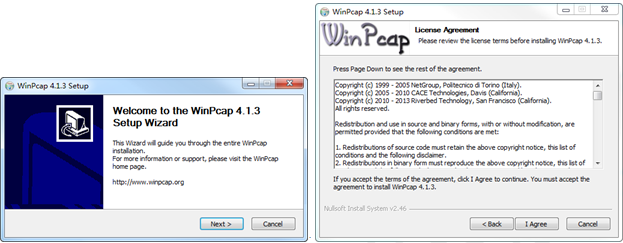 WinPcap 4.1.3 Setup
Welcome to the WinPcap 4.1.3
Setup Wizard
This Wizard will guide you through the entire WinPcap
installation.
For more information or support, please visit the WinPcap
home page.
http://www.winpcap.org
Next >
Cancel
WinPcap 4.1.3 Setup
WinPcap
License Agreement
Please review the license terms before installing WinPcap 4.1.3.
Press Page Down to see the rest of the agreement.
Copyright (c) 1999 - 2005 NetGroup, Politecnico di Torino (Italy).
Copyright (c) 2005 - 2010 CACE Technologies, Davis (California).
Copyright (c) 2010 - 2013 Riverbed Technology, San Francisco (California).
All rights reserved.
Redistribution and use in source and binary forms, with or without modification, are
permitted provided that the following conditions are met:
1. Redistributions of source code must retain the above copyright notice, this list of
conditions and the following disclaimer.
2. Redistributions in binary form must reproduce the above copyright notice, this list of
If you accept the terms of the agreement, click I Agree to continue. You must accept the
agreement to install WinPcap 4.1.3.
Nullsoft Install System v2.46
< Back
I Agree
Cancel